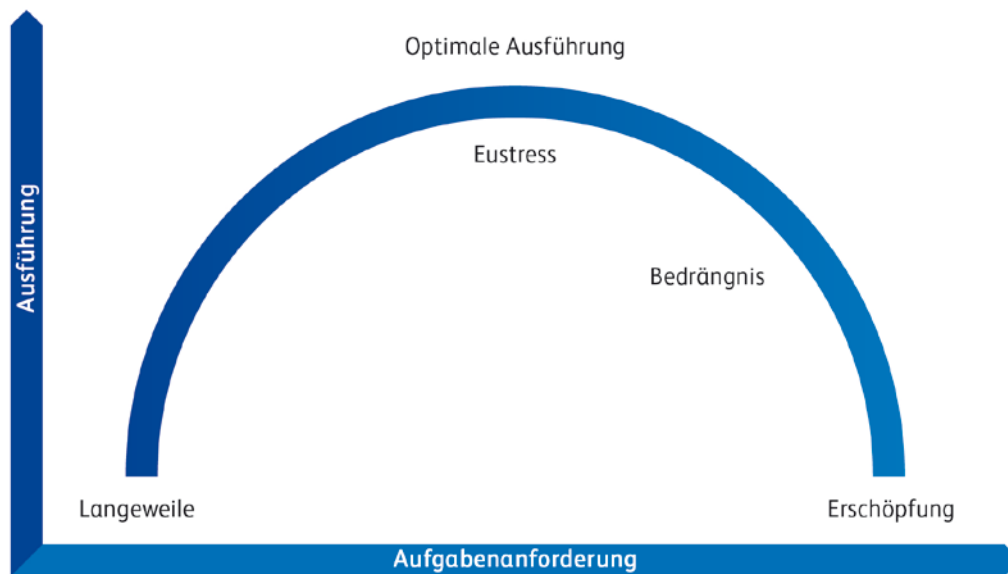 Optimale Ausführung
Eustress
Ausführung
Bedrängnis
Langeweile
Erschöpfung
Aufgabenanforderung